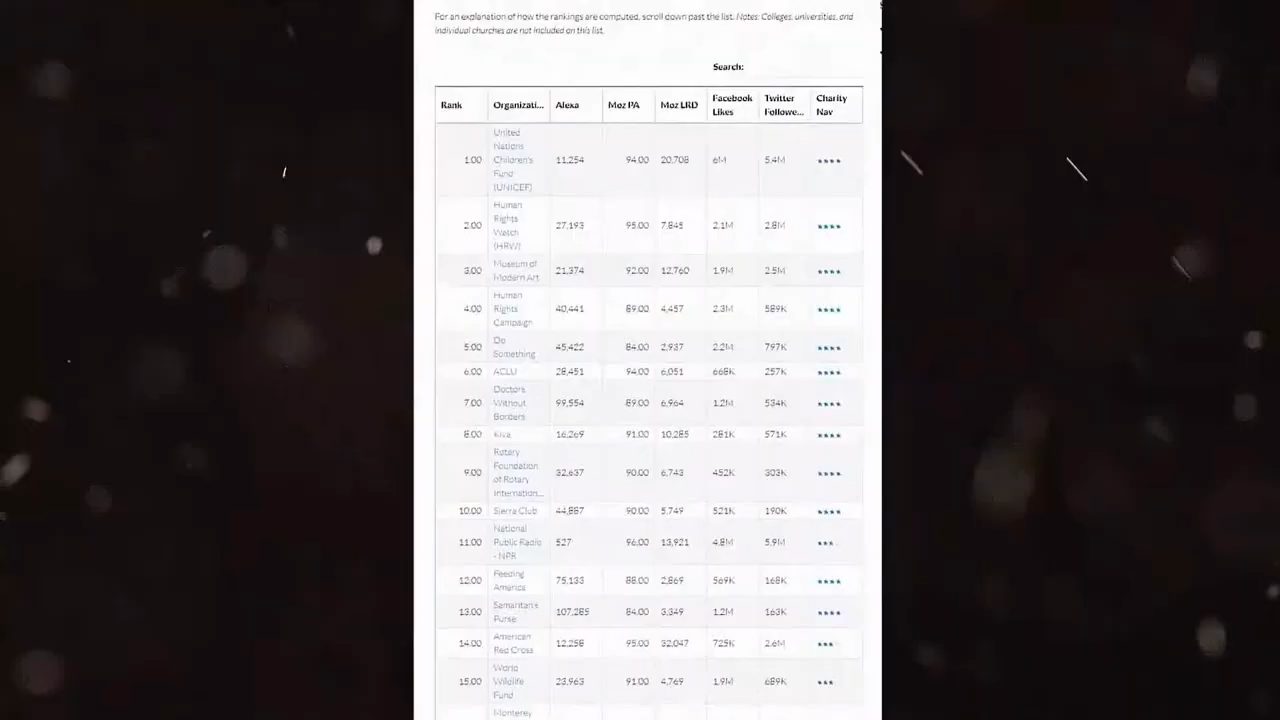 For an explanation of how the rankings are computed, scroll down past the list. Notes: Colleges, universities, and
individual churches are not included on this list.
Search:
Rank Organizati... Alexa Moz PA Moz LRD Facebook Likes Twitter Followe... Charity Nav
1.00 United Nations Children's Fund (UNICEF) 11,254 94.00 20,708 6M 5.4M ★★★★
2.00 Human Rights Watch (HRW) 27,193 95.00 7,845 2.1M 2.8M ★★★★
3.00 Museum of Modern Art 21,374 92.00 12,760 1.9M 2.5M ★★★★
4.00 Human Rights Campaign 40,441 89.00 4,457 2.3M 589K ★★★★
5.00 Do Something 45,422 84.00 2,937 2.2M 797K ★★★★
6.00 ACLU 28,451 94.00 6,051 668K 257K ★★★★
7.00 Doctors Without Borders 99,554 89.00 6,964 1.2M 534K ★★★★
8.00 Kiva 16,269 91.00 10,285 281K 571K ★★★★
9.00 Rotary Foundation of Rotary Internation... 32,637 90.00 6,743 452K 303K ★★★★
10.00 Sierra Club 44,887 90.00 5,749 521K 190K ★★★★
11.00 National Public Radio - NPR 527 96.00 13,921 4.8M 5.9M ★★★
12.00 Feeding America 75,133 88.00 2,869 569K 168K ★★★★
13.00 Samaritan's Purse 107,285 84.00 3,349 1.2M 163K ★★★★
14.00 American Red Cross 12,258 95.00 32,047 725K 2.6M ★★★
15.00 World Wildlife Fund 23,963 91.00 4,769 1.9M 689K ★★★
Monterey